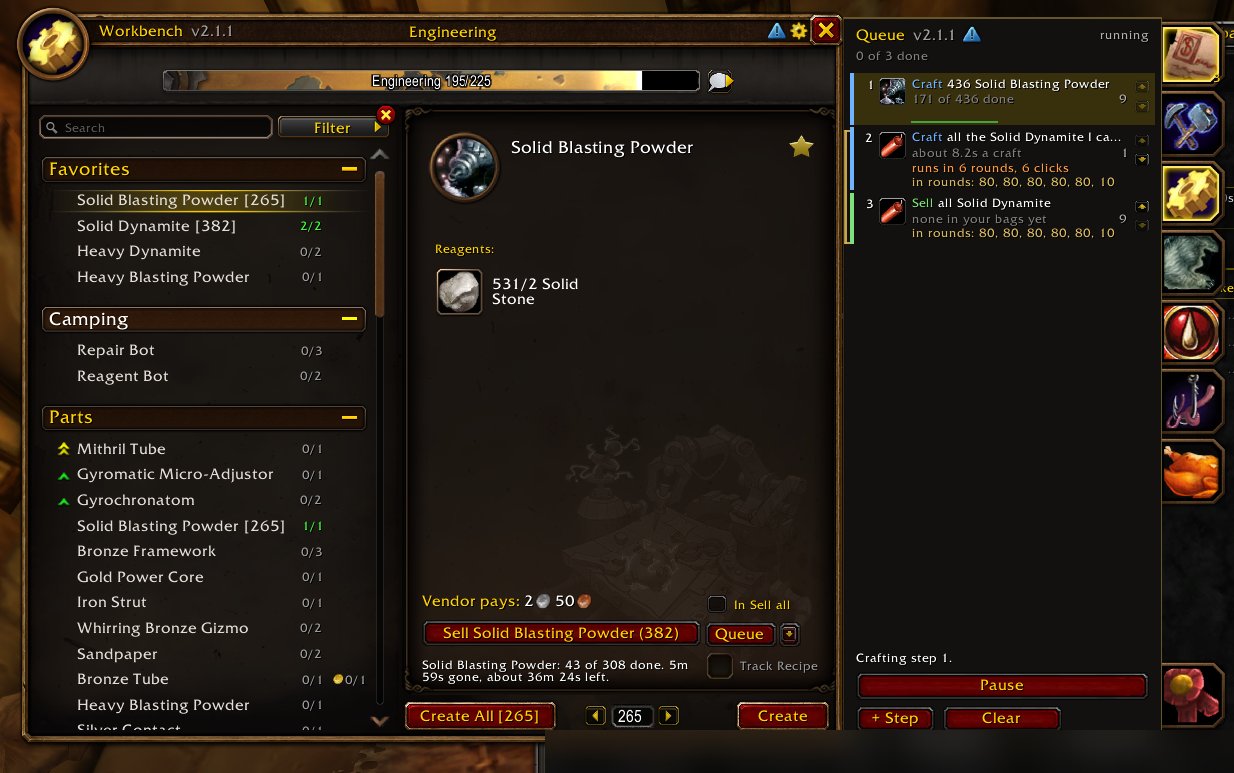 Workbench v2.1.1
Engineering
Engineering 195/225
Search
Filter
Favorites
Solid Blasting Powder [265] 1/1
Solid Dynamite [382] 2/2
Heavy Dynamite 0/2
Heavy Blasting Powder 0/1
Camping
Repair Bot 0/3
Reagent Bot 0/2
Parts
Mithril Tube 0/1
Gyromatic Micro-Adjustor 0/1
Gyrochronatom 0/2
Solid Blasting Powder [265] 1/1
Bronze Framework 0/3
Gold Power Core 0/1
Iron Strut 0/1
Whirring Bronze Gizmo 0/2
Sandpaper 0/2
Bronze Tube 0/1 0/1
Heavy Blasting Powder 0/1
Silver Contact 0/1
Solid Blasting Powder
Reagents:
531/2 Solid
Stone
Vendor pays: 2 50
In Sell all
Sell Solid Blasting Powder (382)
Queue
Solid Blasting Powder: 43 of 308 done. 5m
59s gone, about 36m 24s left.
Track Recipe
Create All [265]
265
Create
Queue v2.1.1
running
0 of 3 done
1 Craft 436 Solid Blasting Powder
171 of 436 done 9
2 Craft all the Solid Dynamite I ca...
about 8.2s a craft 1
runs in 6 rounds, 6 clicks
in rounds: 80, 80, 80, 80, 80, 10
3 Sell all Solid Dynamite
none in your bags yet 9
in rounds: 80, 80, 80, 80, 80, 10
Crafting step 1.
Pause
+ Step
Clear